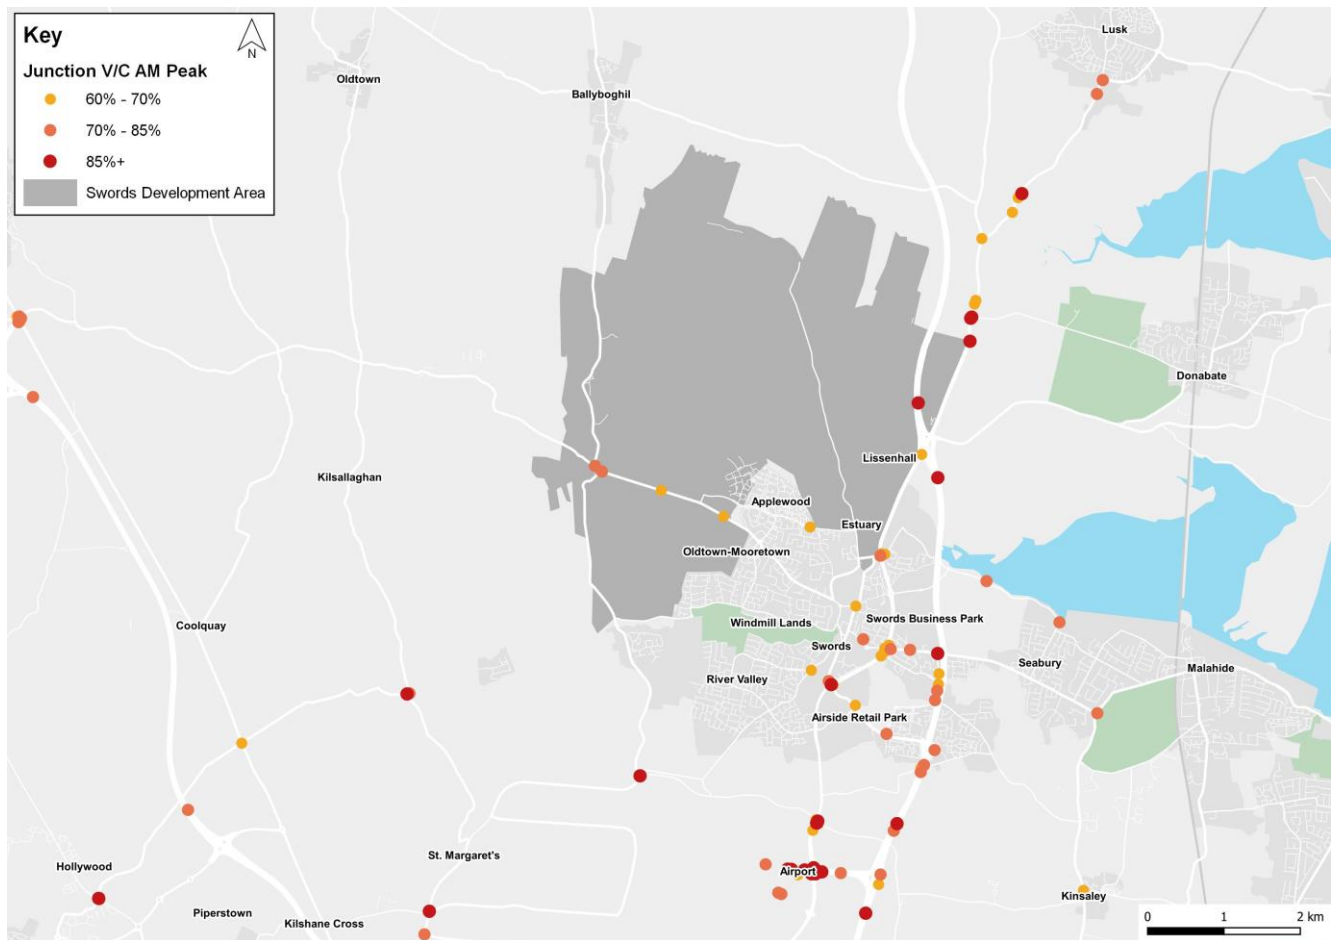 Key
N
Junction V/C AM Peak
60% - 70%
70% - 85%
85%+
Swords Development Area
Lusk
Oldtown
Ballyboghil
Donabate
Lissenhall
Kilsallaghan
Applewood
Estuary
Oldtown-Mooretown
Coolquay
Windmill Lands
Swords Business Park
Swords
Seabury
Malahide
River Valley
Airside Retail Park
St. Margaret's
Hollywood
Airport
Kinsaley
Piperstown
Kilshane Cross
0 1 2 km